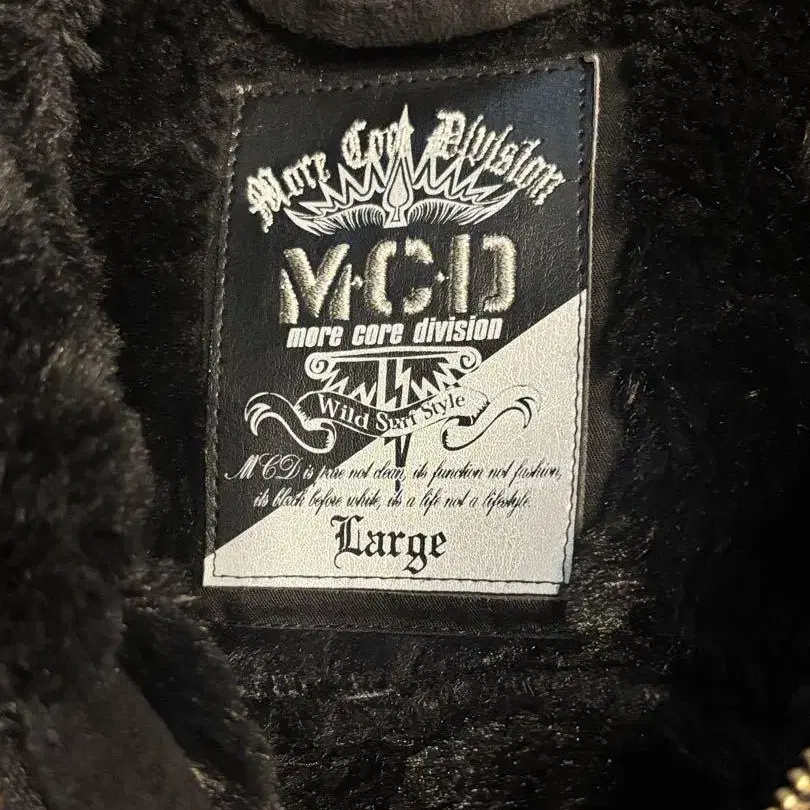 More Core Division
M·C·D
more core division
Wild Spirit Style
MCD is pure not clean, its function not fashion,
its black before white, its a life not a lifestyle.
Large